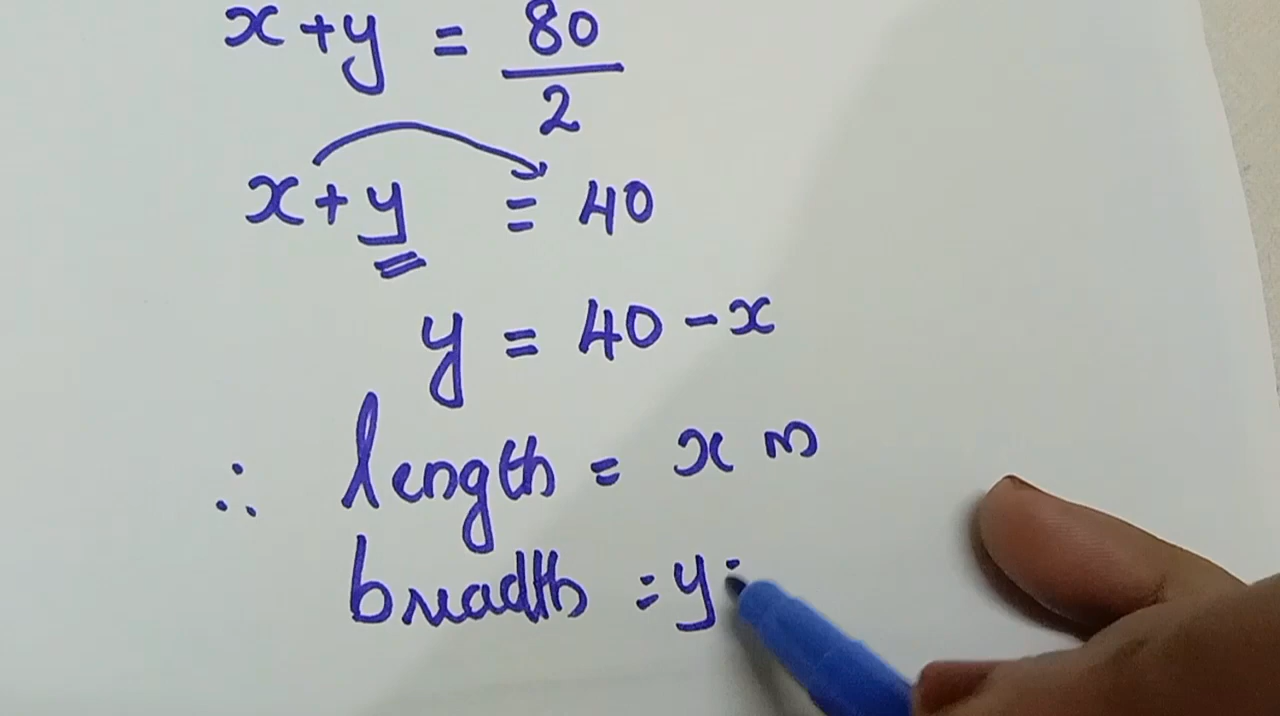 x+y = 80/2
x+y = 40
y = 40-x
∴ length = x m
breadth = y =